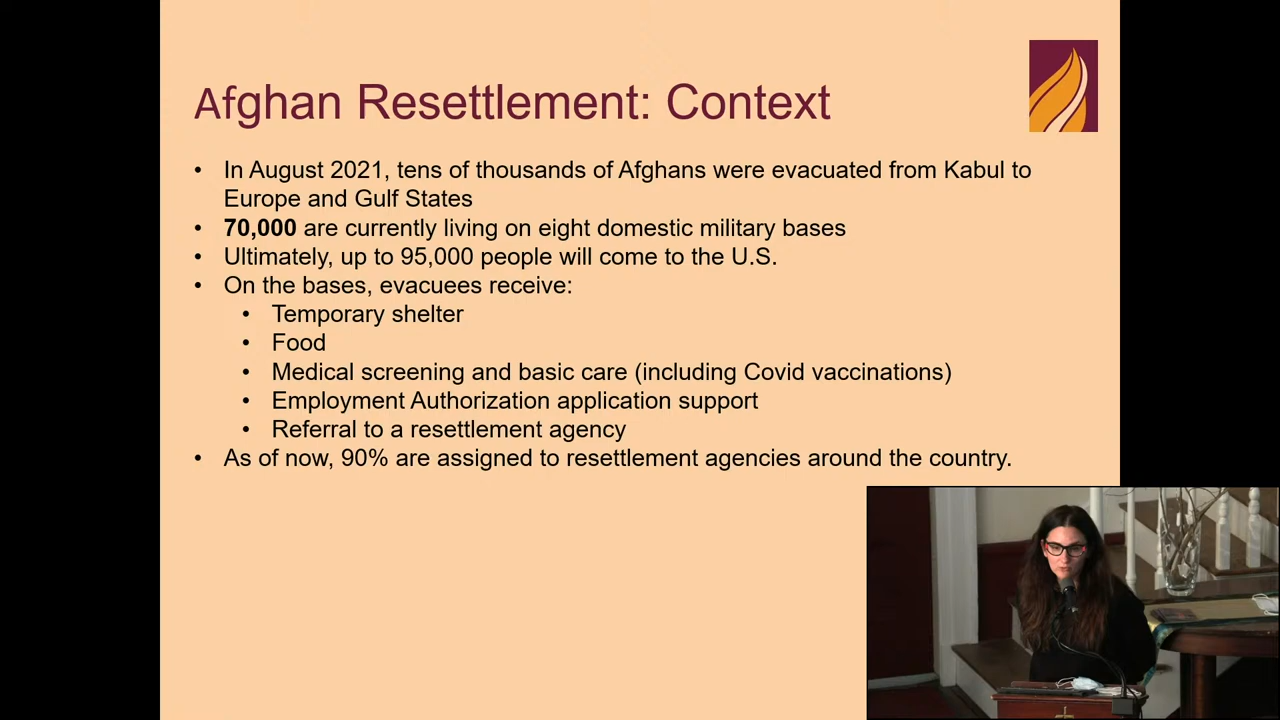 Afghan Resettlement: Context
• In August 2021, tens of thousands of Afghans were evacuated from Kabul to
Europe and Gulf States
• 70,000 are currently living on eight domestic military bases
• Ultimately, up to 95,000 people will come to the U.S.
• On the bases, evacuees receive:
• Temporary shelter
• Food
• Medical screening and basic care (including Covid vaccinations)
• Employment Authorization application support
• Referral to a resettlement agency
• As of now, 90% are assigned to resettlement agencies around the country.